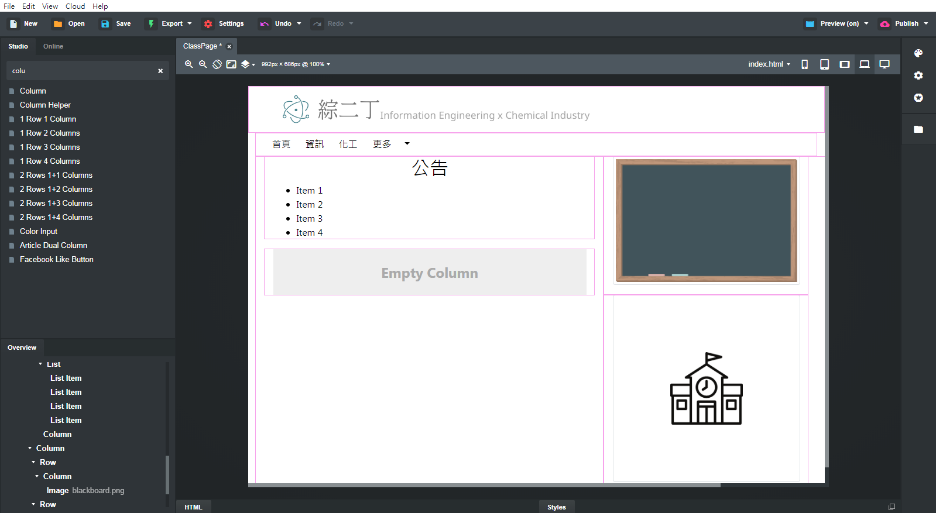 File Edit View Cloud Help
New Open Save Export Settings Undo Redo Preview (on) Publish
Studio Online
ClassPage *
colu
992px × 686px @ 100%
index.html
Column
Column Helper
1 Row 1 Column
1 Row 2 Columns
1 Row 3 Columns
1 Row 4 Columns
2 Rows 1+1 Columns
2 Rows 1+2 Columns
2 Rows 1+3 Columns
2 Rows 1+4 Columns
Color Input
Article Dual Column
Facebook Like Button
綜二丁 Information Engineering x Chemical Industry
首頁 資訊 化工 更多
公告
Item 1
Item 2
Item 3
Item 4
Empty Column
Overview
List
List Item
List Item
List Item
List Item
Column
Column
Row
Column
Image blackboard.png
Row
HTML
Styles